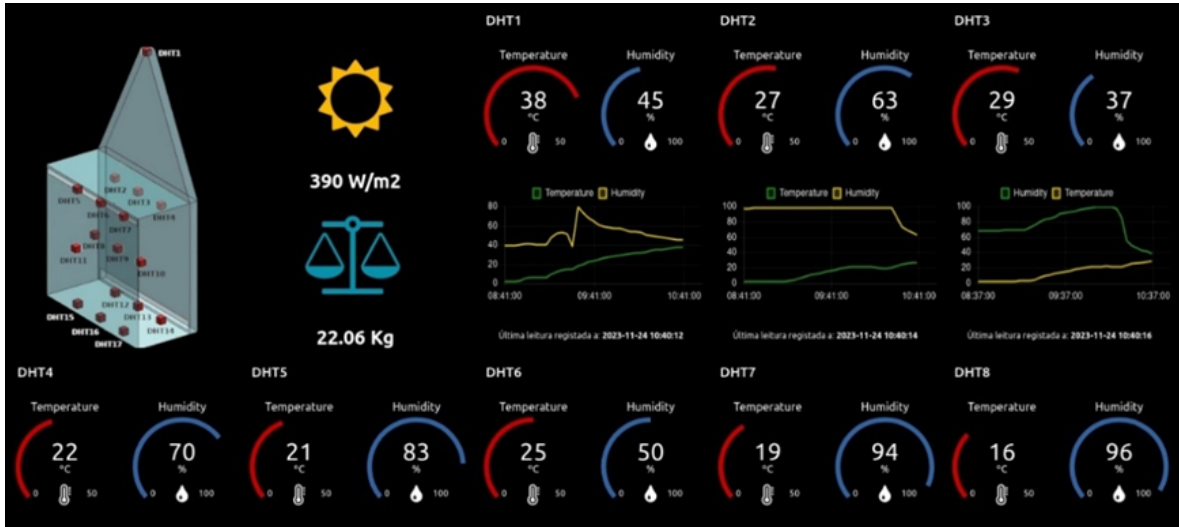 DHT1
DHT2
DHT3
DHT4
DHT5
DHT6
DHT7
DHT8
DHT9
DHT10
DHT11
DHT12
DHT13
DHT14
DHT15
DHT16
DHT17
390 W/m2
22.06 Kg
DHT1
Temperature
38
°C
0 50
Humidity
45
%
0 100
Temperature Humidity
80
60
40
20
0
08:41:00 09:41:00 10:41:00
Última leitura registada a: 2023-11-24 10:40:12
DHT2
Temperature
27
°C
0 50
Humidity
63
%
0 100
Temperature Humidity
100
80
60
40
20
0
08:41:00 09:41:00 10:41:00
Última leitura registada a: 2023-11-24 10:40:14
DHT3
Temperature
29
°C
0 50
Humidity
37
%
0 100
Humidity Temperature
100
80
60
40
20
0
08:37:00 09:37:00 10:37:00
Última leitura registada a: 2023-11-24 10:40:16
DHT4
Temperature
22
°C
0 50
Humidity
70
%
0 100
DHT5
Temperature
21
°C
0 50
Humidity
83
%
0 100
DHT6
Temperature
25
°C
0 50
Humidity
50
%
0 100
DHT7
Temperature
19
°C
0 50
Humidity
94
%
0 100
DHT8
Temperature
16
°C
0 50
Humidity
96
%
0 100